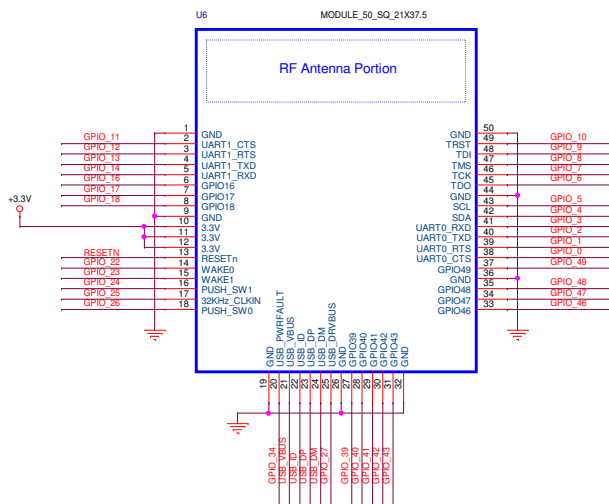 U6 MODULE_50_SQ_21X37.5
RF Antenna Portion
1 GND GND 50
GPIO_11 2 UART1_CTS TRST 49 GPIO_10
GPIO_12 3 UART1_RTS TDI 48 GPIO_9
GPIO_13 4 UART1_TXD TMS 47 GPIO_8
GPIO_14 5 UART1_RXD TCK 46 GPIO_7
GPIO_16 6 GPIO16 TDO 45 GPIO_6
GPIO_17 7 GPIO17 GND 44
GPIO_18 8 GPIO18 SCL 43 GPIO_5
9 GND SDA 42 GPIO_4
+3.3V 10 3.3V UART0_RXD 41 GPIO_3
11 3.3V UART0_TXD 40 GPIO_2
12 3.3V UART0_RTS 39 GPIO_1
RESETN 13 RESETn UART0_CTS 38 GPIO_0
GPIO_22 14 WAKE0 GPIO49 37 GPIO_49
GPIO_23 15 WAKE1 GND 36
GPIO_24 16 PUSH_SW1 GPIO48 35 GPIO_48
GPIO_25 17 32KHz_CLKIN GPIO47 34 GPIO_47
GPIO_26 18 PUSH_SW0 GPIO46 33 GPIO_46
GND 19
USB_PWRFAULT 20 GPIO_34
USB_VBUS 21 USB_VBUS
USB_ID 22 USB_ID
USB_DP 23 USB_DP
USB_DM 24 USB_DM
USB_DRVBUS 25 GPIO_27
GND 26
GPIO39 27 GPIO_39
GPIO40 28 GPIO_40
GPIO41 29 GPIO_41
GPIO42 30 GPIO_42
GPIO43 31 GPIO_43
GND 32